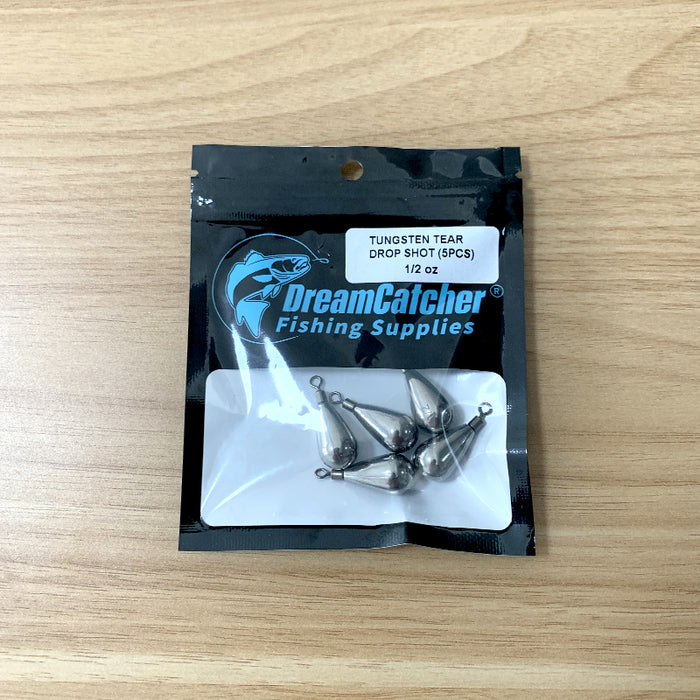 TUNGSTEN TEAR
DROP SHOT (5PCS)
1/2 oz
DreamCatcher®
Fishing Supplies